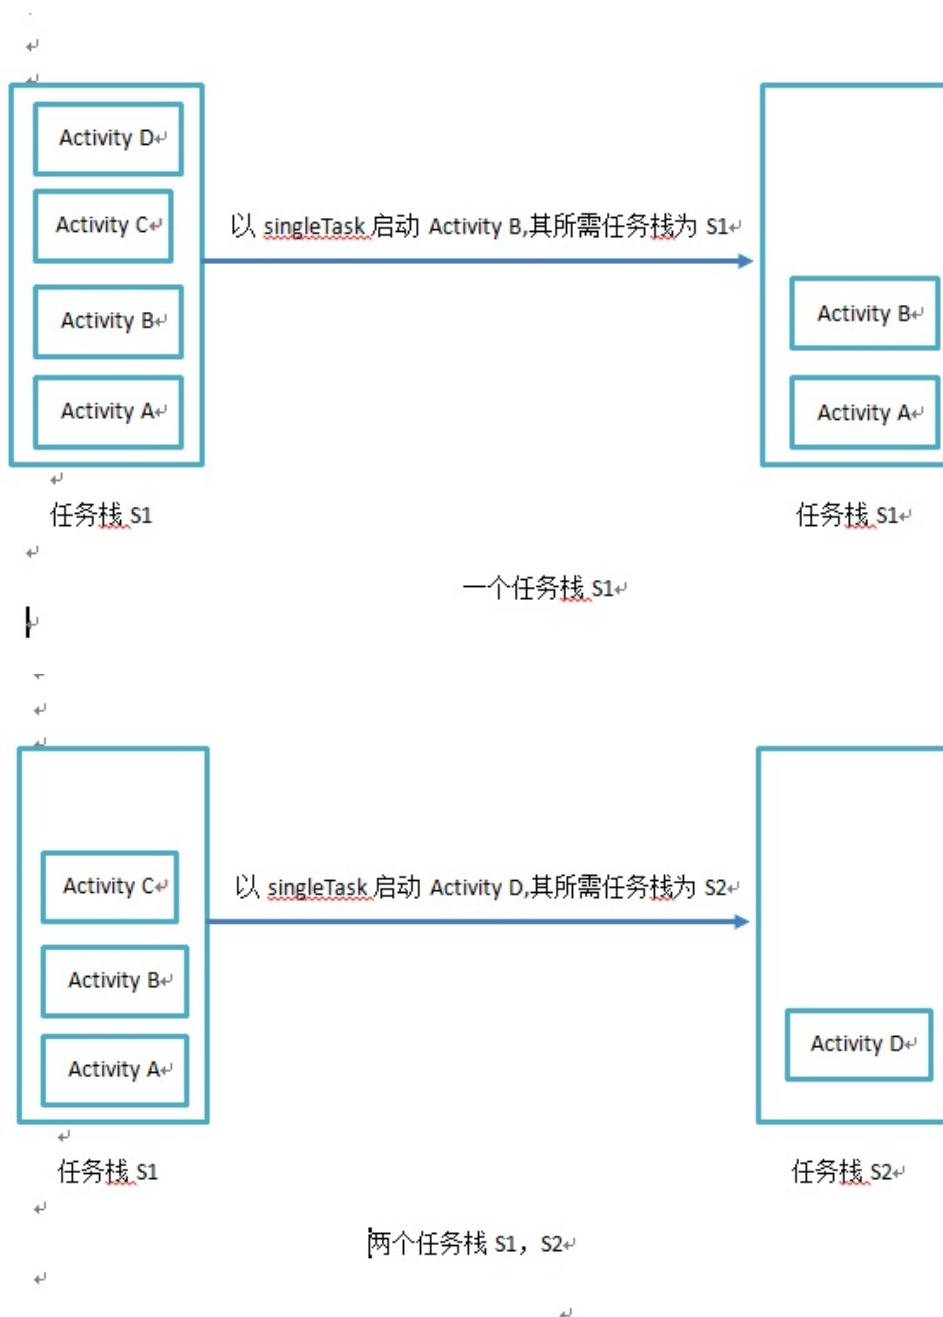 Activity D
Activity C
以 singleTask 启动 Activity B,其所需任务栈为 S1
Activity B
Activity B
Activity A
Activity A
任务栈 S1
任务栈 S1
一个任务栈 S1
Activity C
以 singleTask 启动 Activity D,其所需任务栈为 S2
Activity B
Activity D
Activity A
任务栈 S1
任务栈 S2
两个任务栈 S1，S2